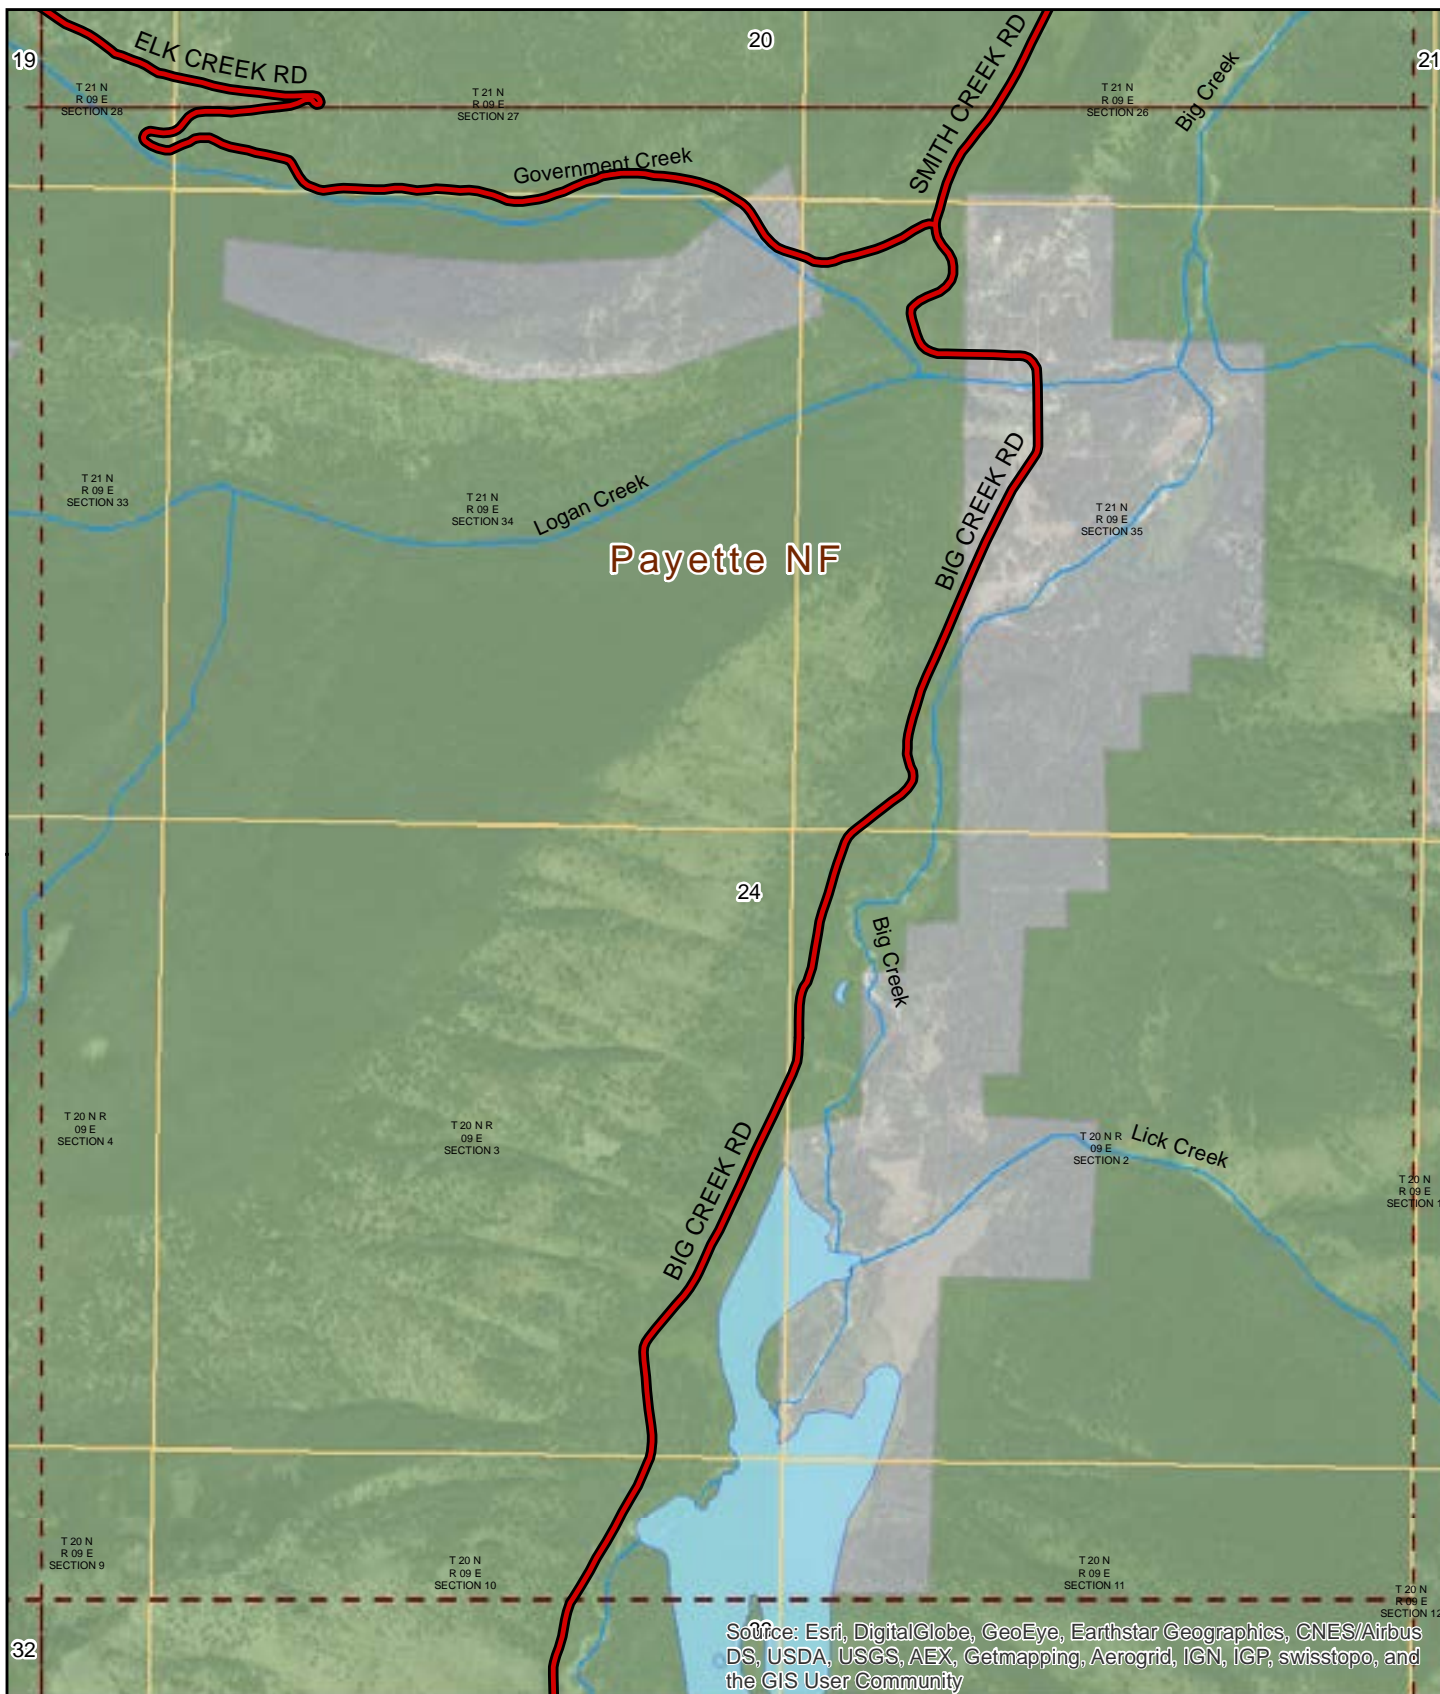 19
20
21
ELK CREEK RD
SMITH CREEK RD
Big Creek
T 21 N
R 09 E
SECTION 28
T 21 N
R 09 E
SECTION 27
T 21 N
R 09 E
SECTION 26
Government Creek
T 21 N
R 09 E
SECTION 33
T 21 N
R 09 E
SECTION 34
Logan Creek
BIG CREEK RD
T 21 N
R 09 E
SECTION 35
Payette NF
24
Big Creek
T 20 N R
09 E
SECTION 4
T 20 N R
09 E
SECTION 3
BIG CREEK RD
T 20 N R
09 E
SECTION 2
Lick Creek
T 20 N
R 09 E
SECTION 1
T 20 N
R 09 E
SECTION 9
T 20 N
R 09 E
SECTION 10
T 20 N
R 09 E
SECTION 11
T 20 N
R 09 E
SECTION 12
32
Source: Esri, DigitalGlobe, GeoEye, Earthstar Geographics, CNES/Airbus
DS, USDA, USGS, AEX, Getmapping, Aerogrid, IGN, IGP, swisstopo, and
the GIS User Community